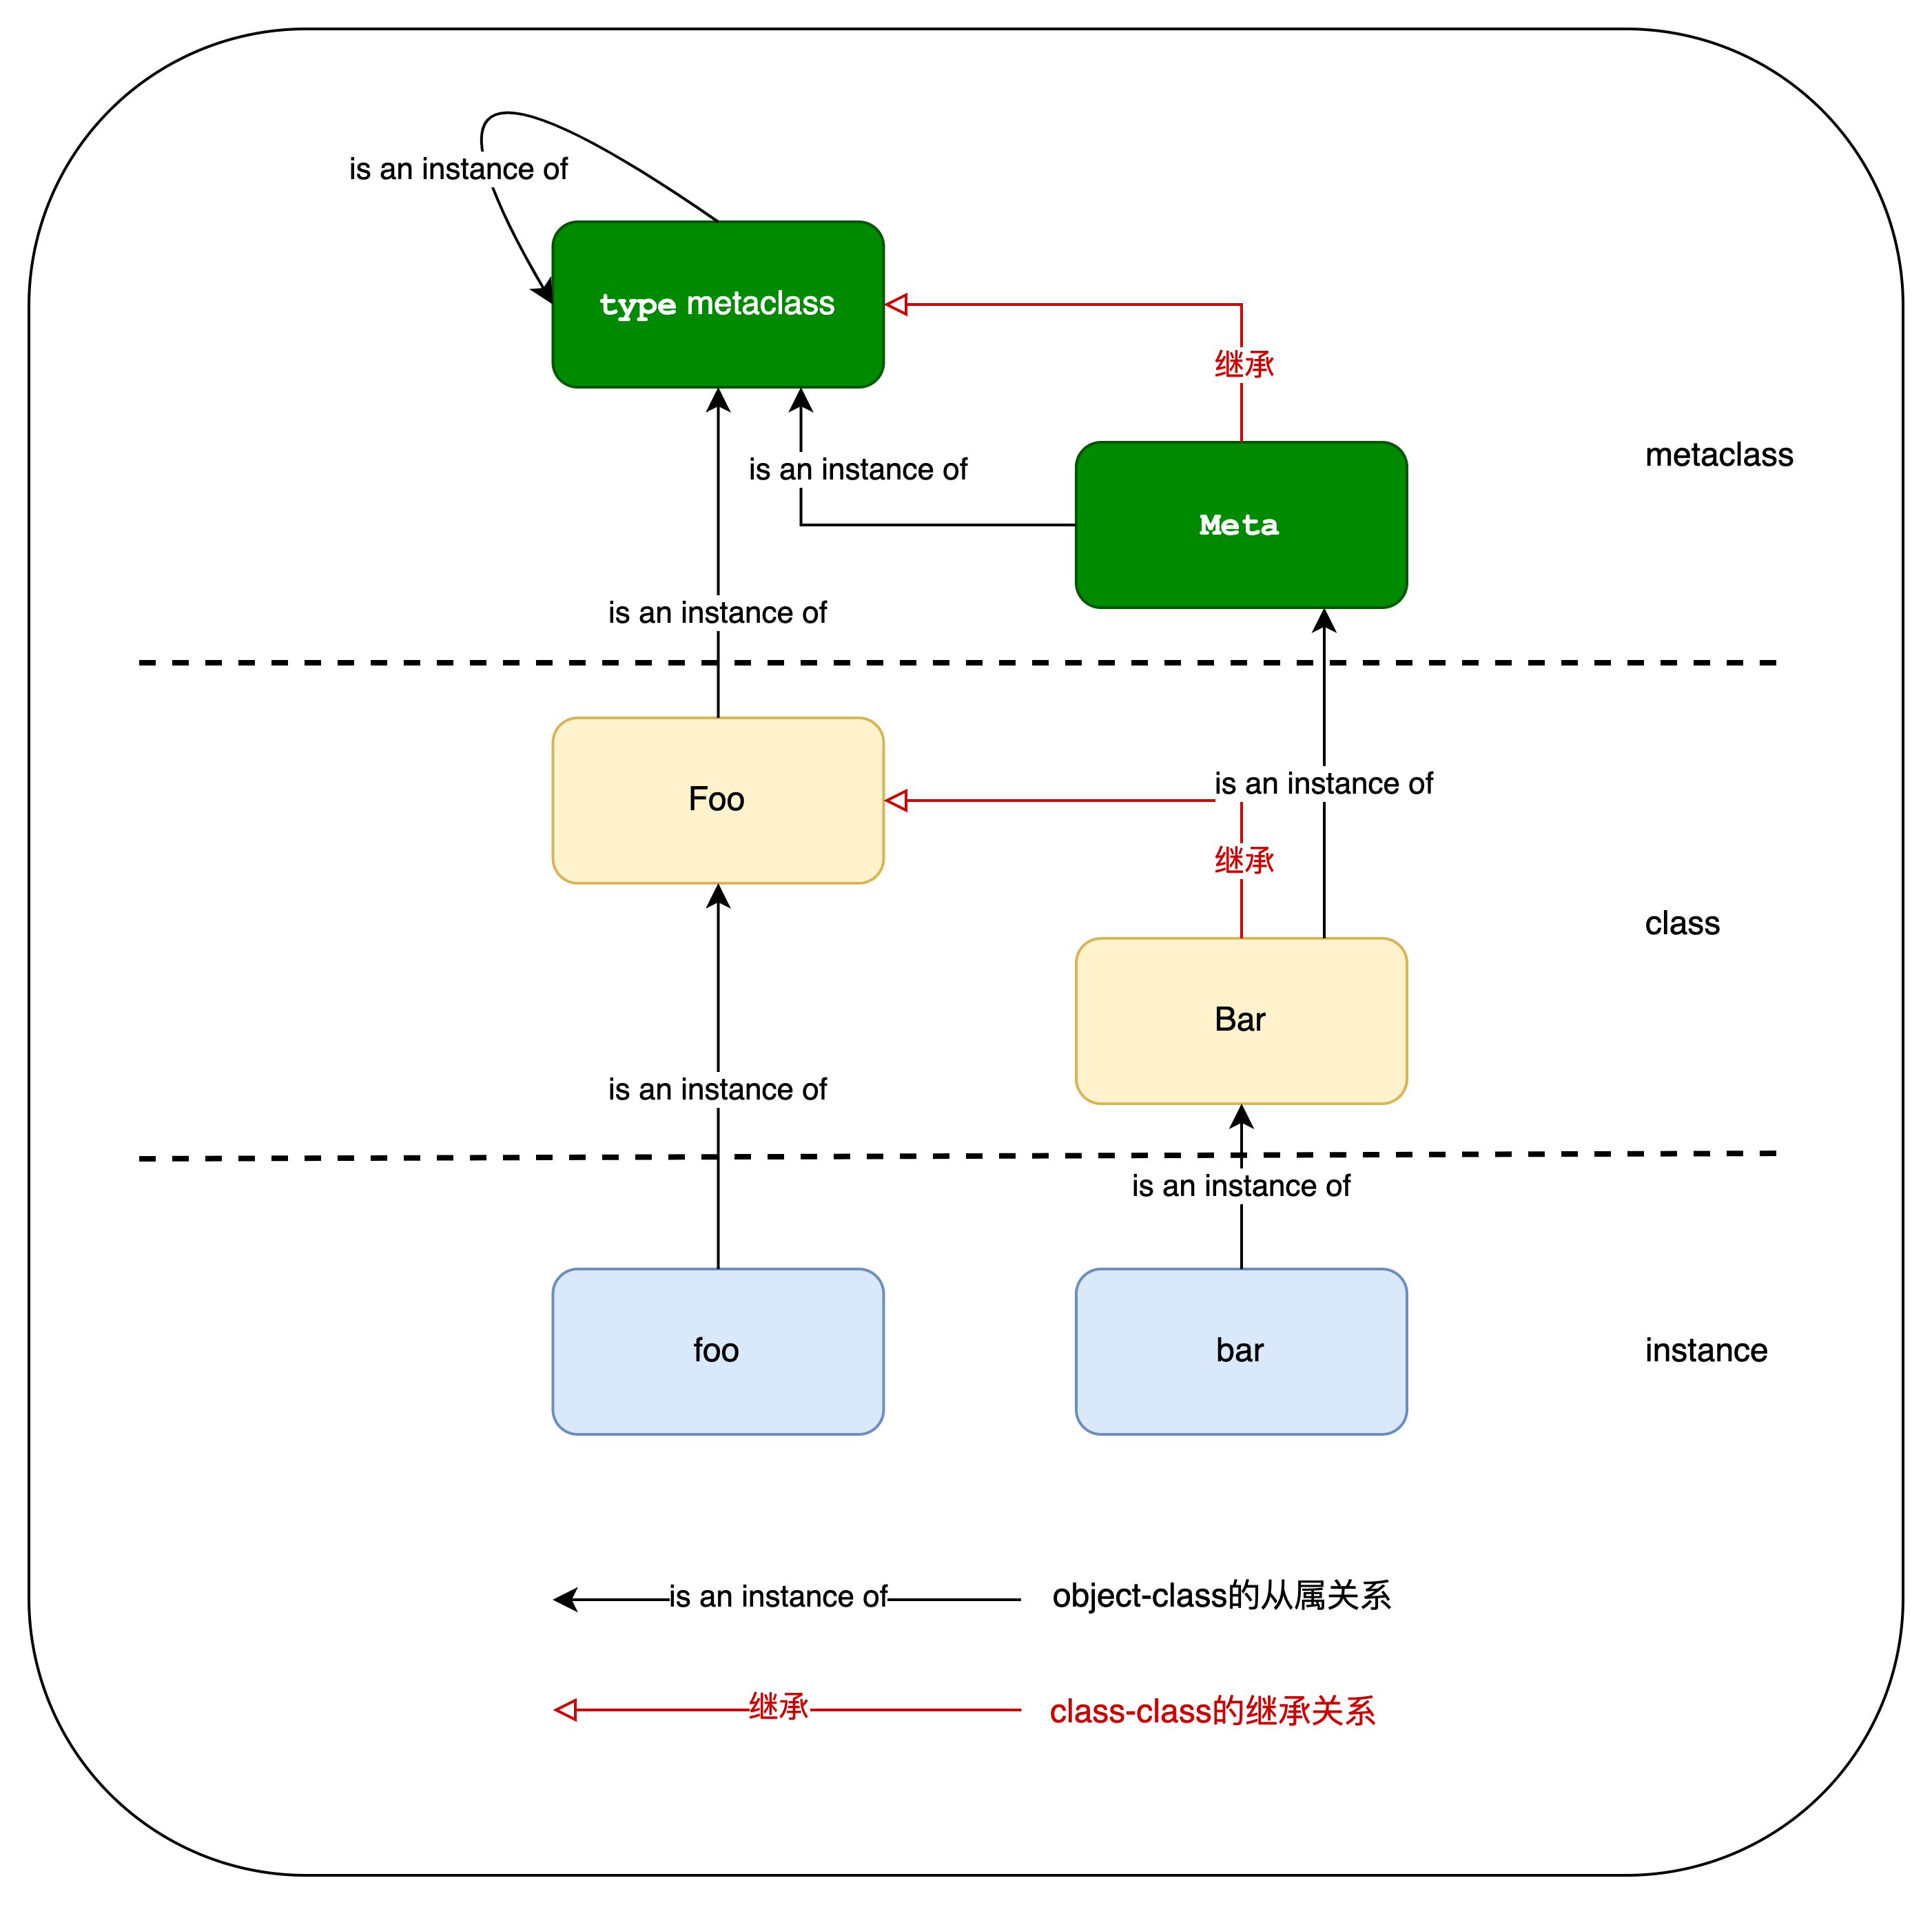 is an instance of
type metaclass
继承
metaclass
is an instance of
Meta
is an instance of
is an instance of
Foo
继承
class
Bar
is an instance of
is an instance of
foo
bar
instance
is an instance of
object-class的从属关系
继承
class-class的继承关系